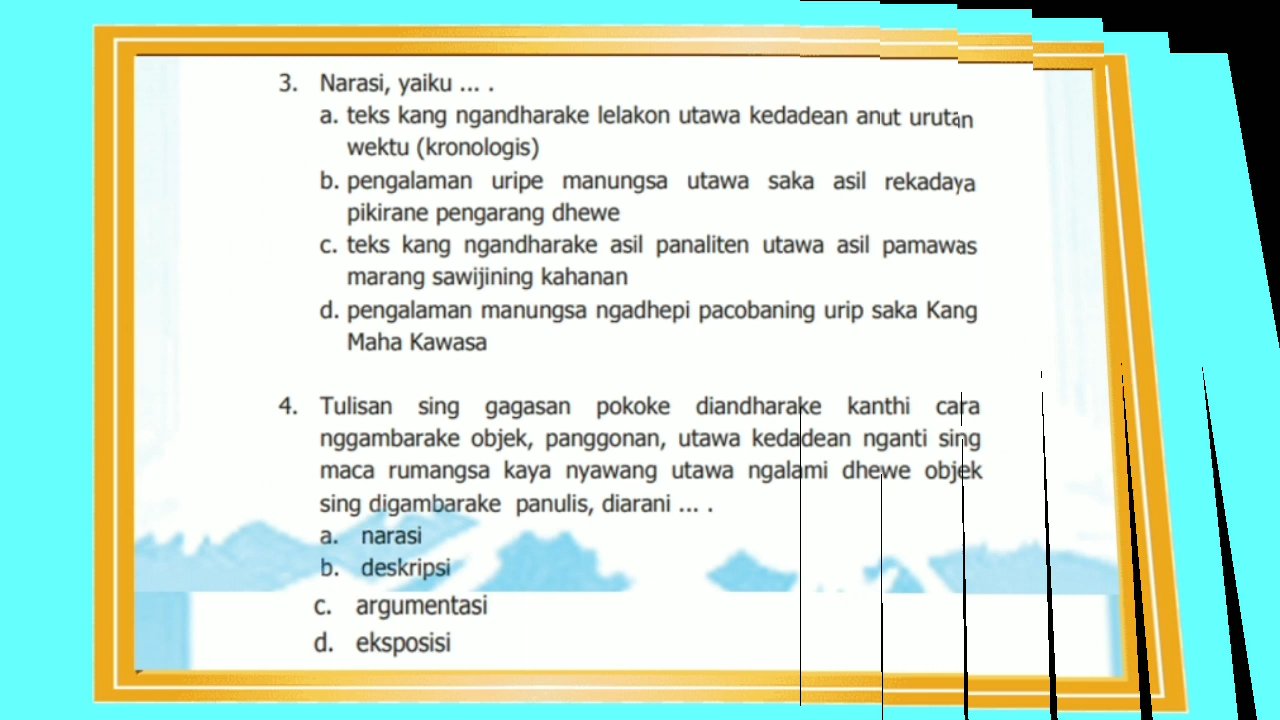 3. Narasi, yaiku ... .
a. teks kang ngandharake lelakon utawa kedadean anut urutan
wektu (kronologis)
b. pengalaman uripe manungsa utawa saka asil rekadaya
pikirane pengarang dhewe
c. teks kang ngandharake asil panaliten utawa asil pamawas
marang sawijining kahanan
d. pengalaman manungsa ngadhepi pacobaning urip saka Kang
Maha Kawasa
4. Tulisan sing gagasan pokoke diandharake kanthi cara
nggambarake objek, panggonan, utawa kedadean nganti sing
maca rumangsa kaya nyawang utawa ngalami dhewe objek
sing digambarake panulis, diarani ... .
a. narasi
b. deskripsi
c. argumentasi
d. eksposisi